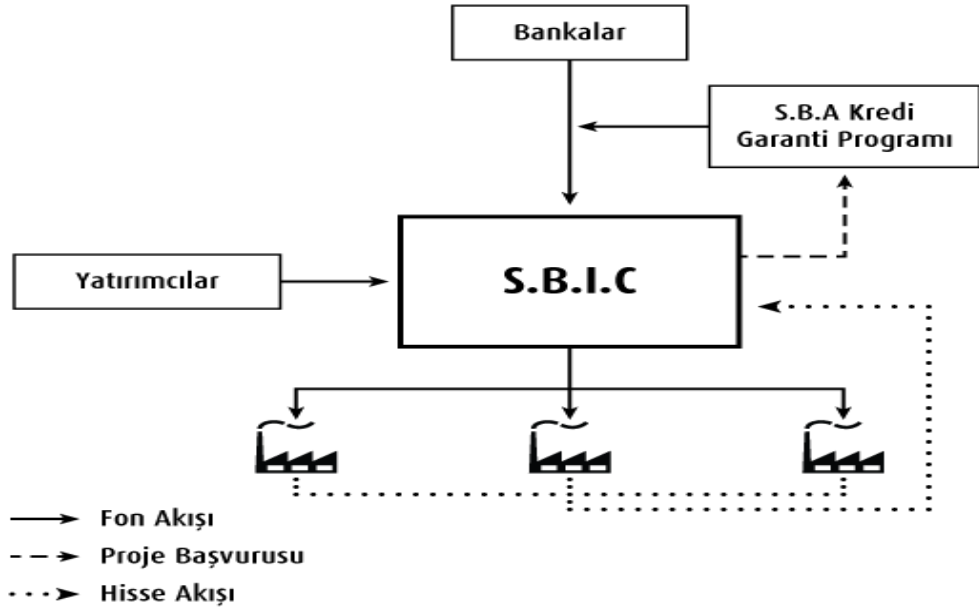 Bankalar
S.B.A Kredi
Garanti Programı
Yatırımcılar
S.B.I.C
Fon Akışı
Proje Başvurusu
Hisse Akışı